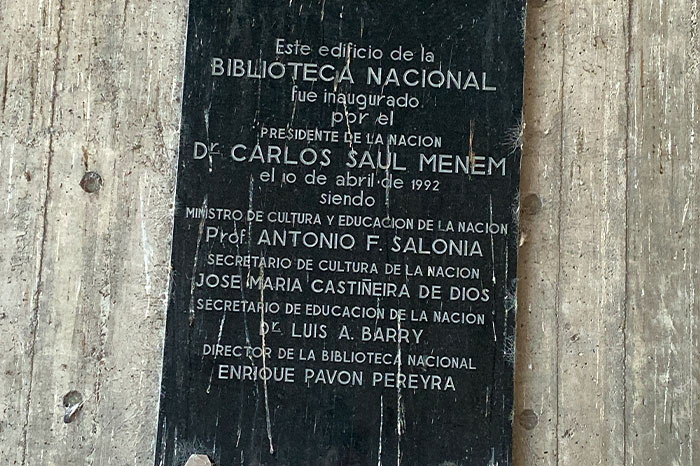 Este edificio de la
BIBLIOTECA NACIONAL
fue inaugurado
por el
PRESIDENTE DE LA NACION
Dr. CARLOS SAUL MENEM
el 10 de abril de 1992
siendo
MINISTRO DE CULTURA Y EDUCACION DE LA NACION
Prof. ANTONIO F. SALONIA
SECRETARIO DE CULTURA DE LA NACION
JOSE MARIA CASTIÑEIRA DE DIOS
SECRETARIO DE EDUCACION DE LA NACION
Dr. LUIS A. BARRY
DIRECTOR DE LA BIBLIOTECA NACIONAL
ENRIQUE PAVON PEREYRA